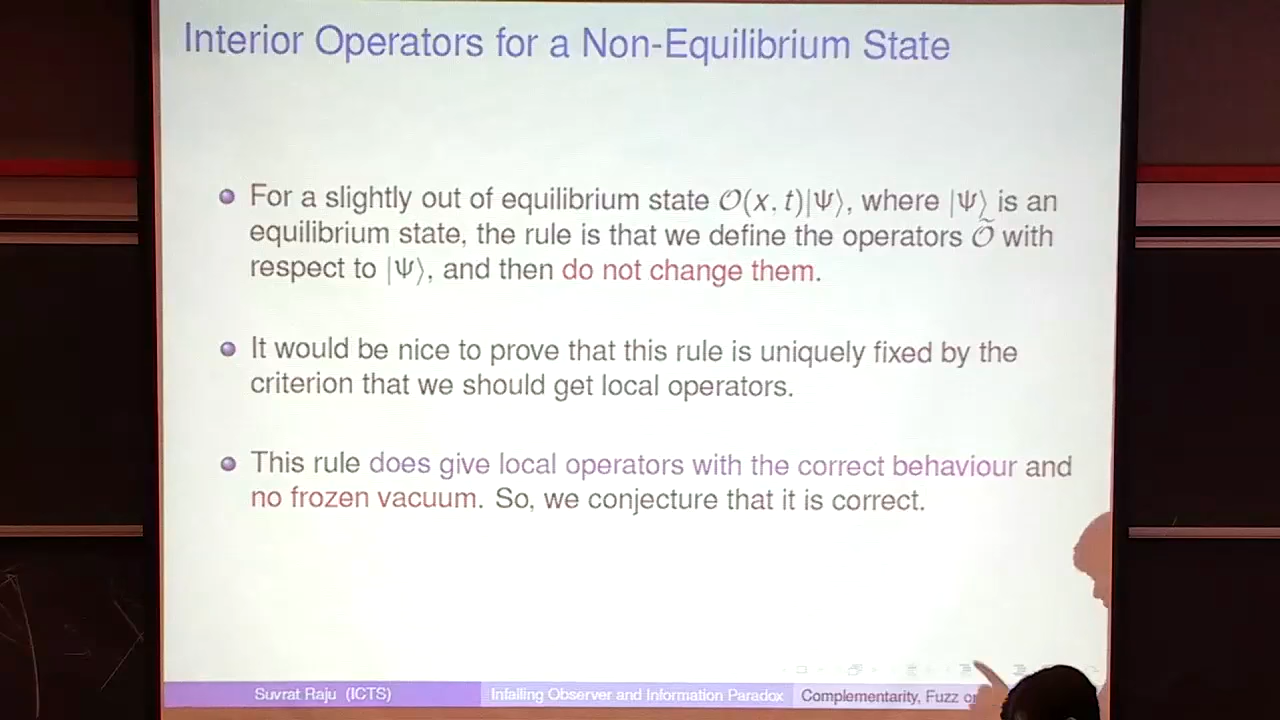 Interior Operators for a Non-Equilibrium State
For a slightly out of equilibrium state 𝒪(x, t)|Ψ⟩, where |Ψ⟩ is an
equilibrium state, the rule is that we define the operators 𝒪̃ with
respect to |Ψ⟩, and then do not change them.
It would be nice to prove that this rule is uniquely fixed by the
criterion that we should get local operators.
This rule does give local operators with the correct behaviour and
no frozen vacuum. So, we conjecture that it is correct.
Suvrat Raju (ICTS) Infalling Observer and Information Paradox Complementarity, Fuzz